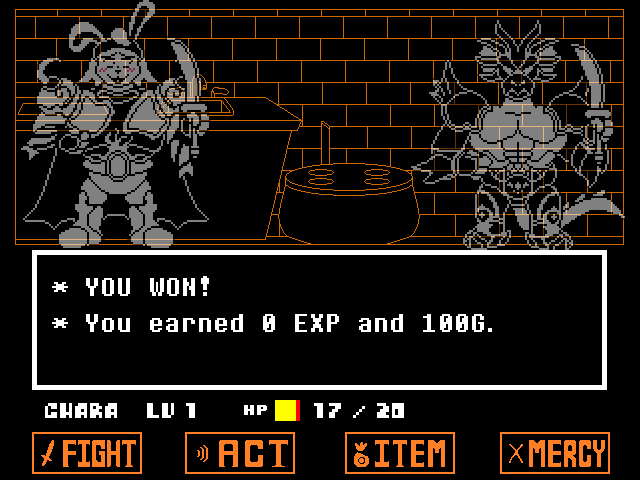 * YOU WON!
* You earned 0 EXP and 100G.
CHARA LV 1 HP 17 / 20
FIGHT ACT ITEM MERCY